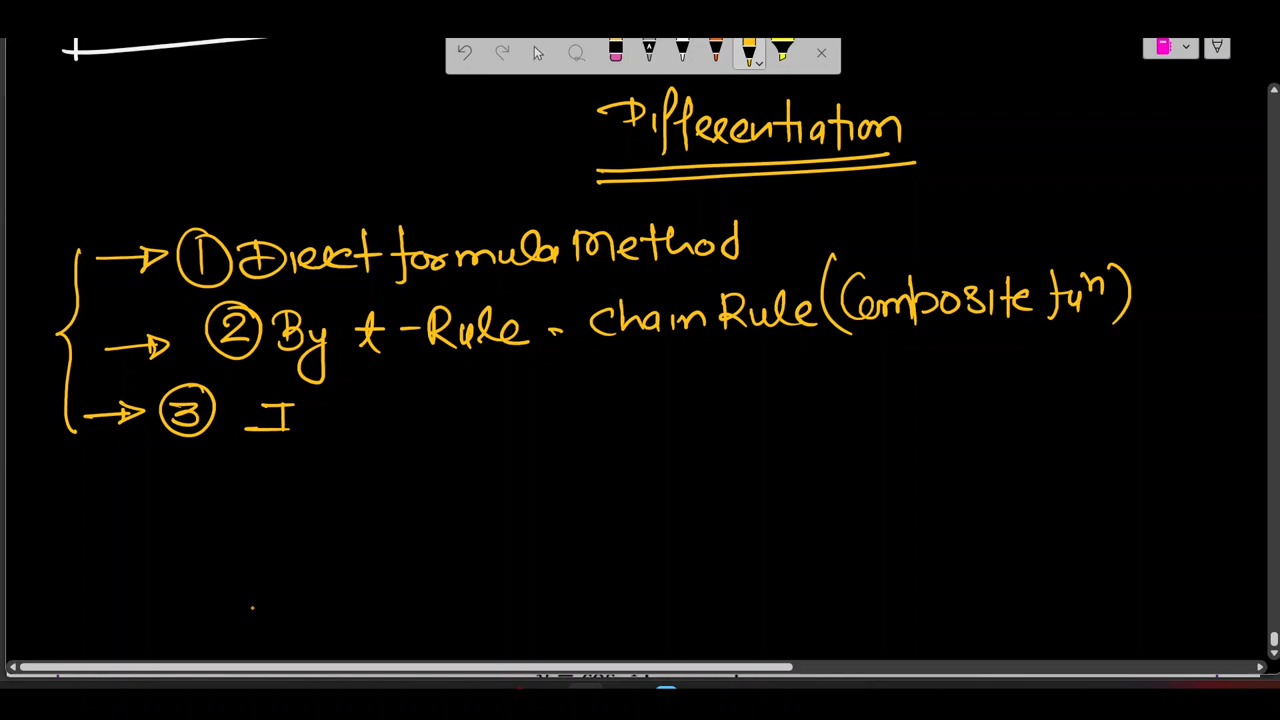 Differentiation
→ ① Direct formula Method
→ ② By t-Rule - Chain Rule (Composite fuⁿ)
→ ③ I